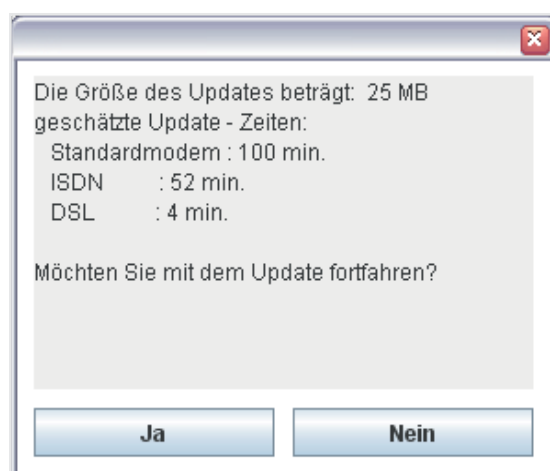 Die Größe des Updates beträgt: 25 MB
geschätzte Update - Zeiten:
Standardmodem : 100 min.
ISDN : 52 min.
DSL : 4 min.
Möchten Sie mit dem Update fortfahren?
Ja Nein